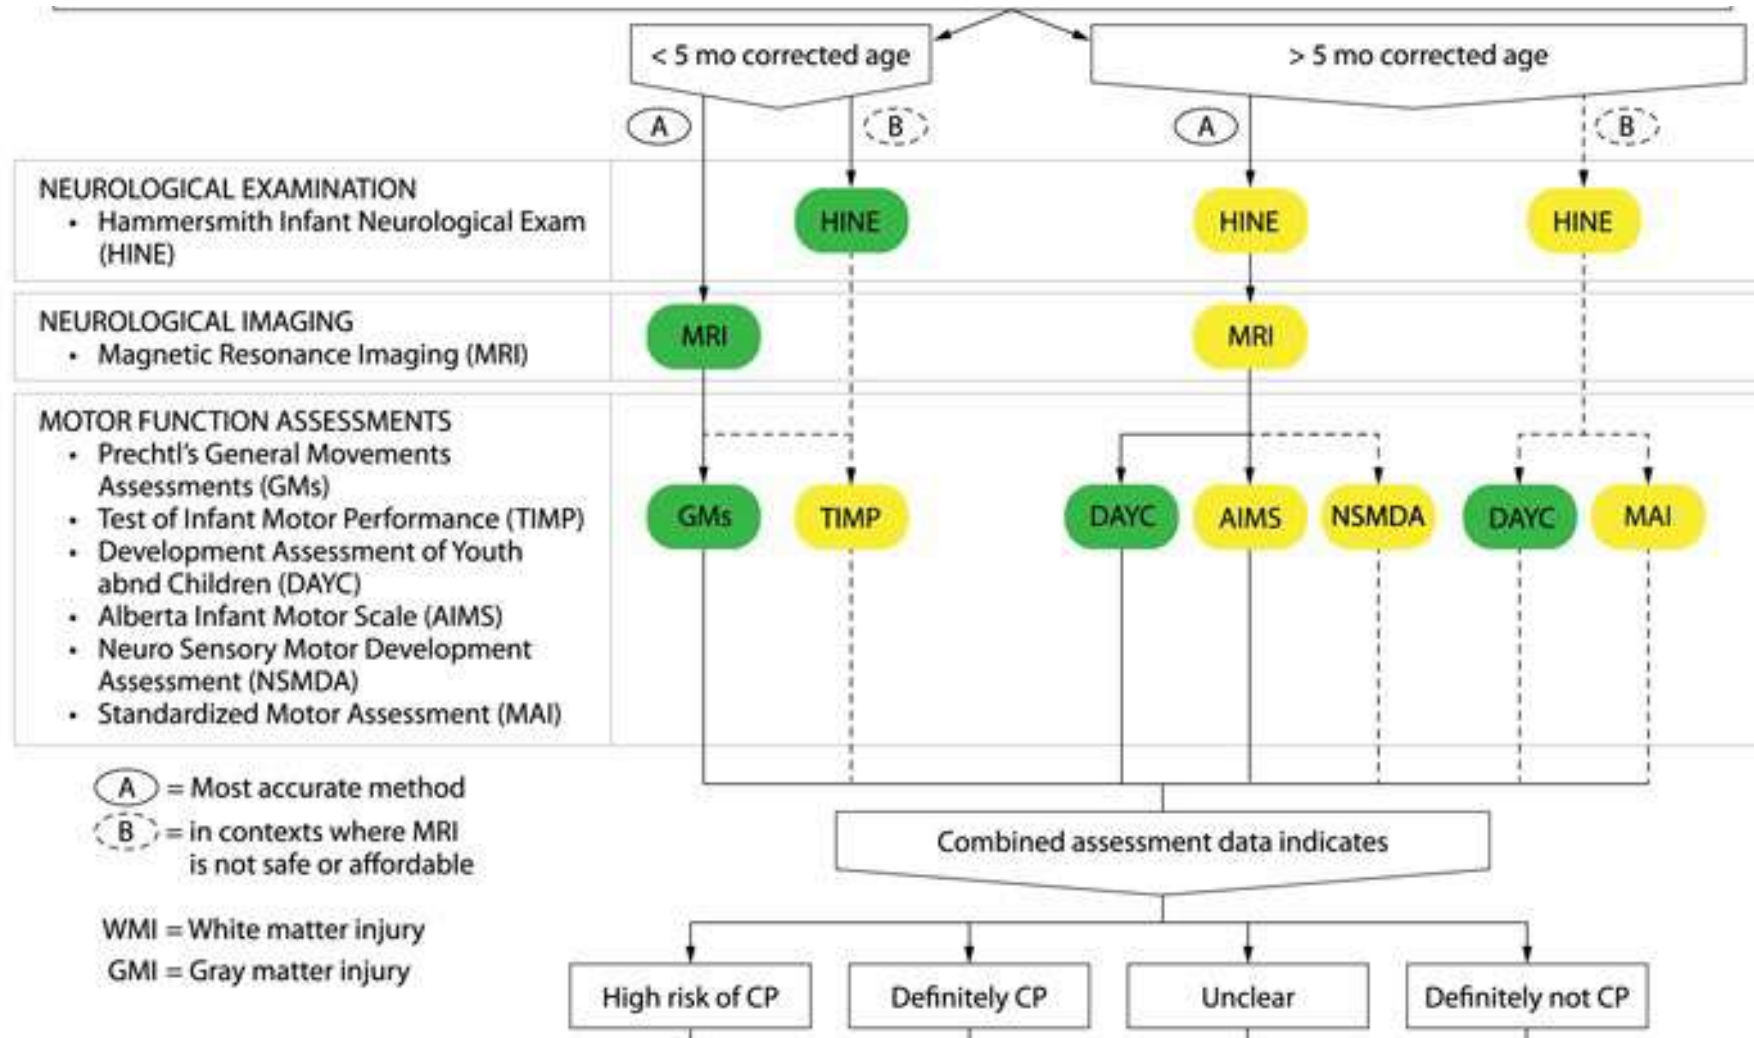 < 5 mo corrected age
> 5 mo corrected age
A
B
A
B
NEUROLOGICAL EXAMINATION
• Hammersmith Infant Neurological Exam
(HINE)
HINE
HINE
HINE
NEUROLOGICAL IMAGING
• Magnetic Resonance Imaging (MRI)
MRI
MRI
MOTOR FUNCTION ASSESSMENTS
• Prechtl's General Movements
Assessments (GMs)
• Test of Infant Motor Performance (TIMP)
• Development Assessment of Youth
abnd Children (DAYC)
• Alberta Infant Motor Scale (AIMS)
• Neuro Sensory Motor Development
Assessment (NSMDA)
• Standardized Motor Assessment (MAI)
GMs
TIMP
DAYC
AIMS
NSMDA
DAYC
MAI
A = Most accurate method
B = in contexts where MRI
is not safe or affordable
WMI = White matter injury
GMI = Gray matter injury
Combined assessment data indicates
High risk of CP
Definitely CP
Unclear
Definitely not CP